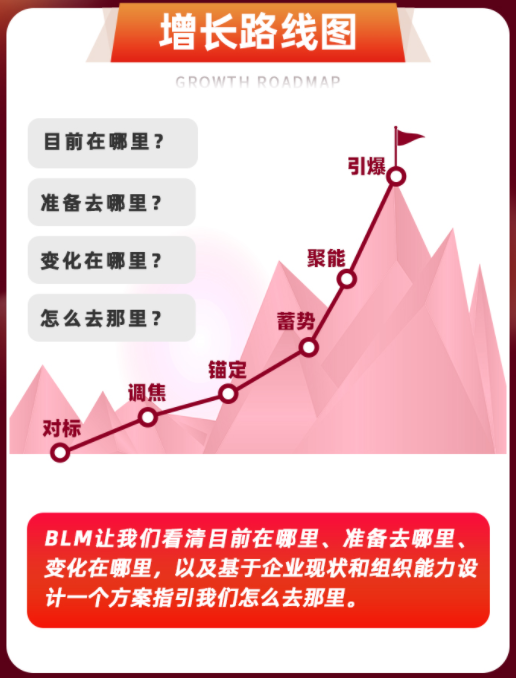 增长路线图
GROWTH ROADMAP
目前在哪里？
准备去哪里？
变化在哪里？
怎么去那里？
引爆
聚能
蓄势
锚定
调焦
对标
BLM让我们看清目前在哪里、准备去哪里、
变化在哪里，以及基于企业现状和组织能力设
计一个方案指引我们怎么去那里。